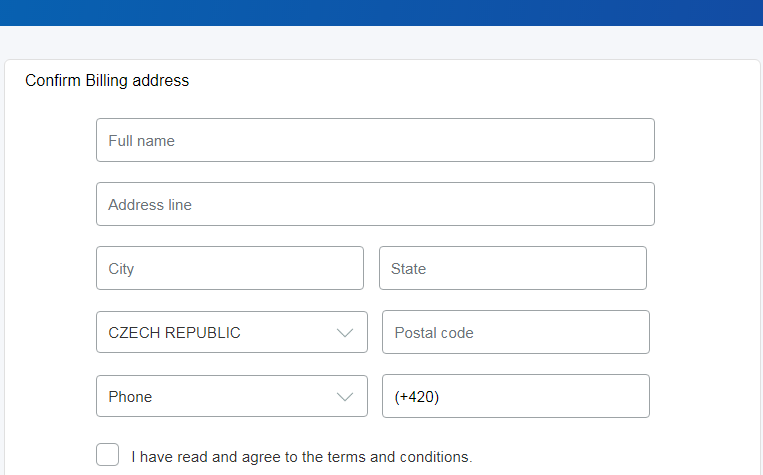 Confirm Billing address
Full name
Address line
City
State
CZECH REPUBLIC
Postal code
Phone
(+420)
I have read and agree to the terms and conditions.